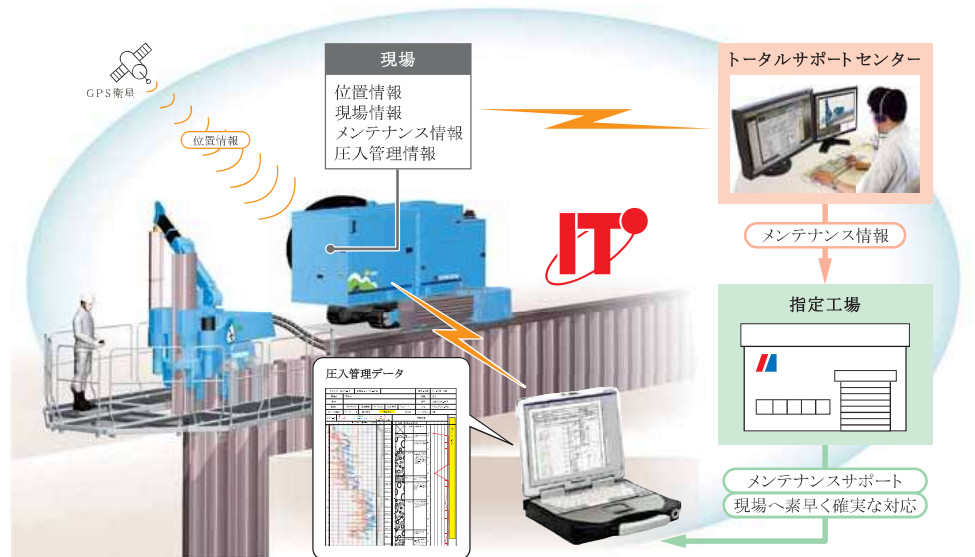 現場
位置情報
現場情報
メンテナンス情報
圧入管理情報
GPS衛星
位置情報
トータルサポートセンター
メンテナンス情報
IT
指定工場
圧入管理データ
メンテナンスサポート
現場へ素早く確実な対応